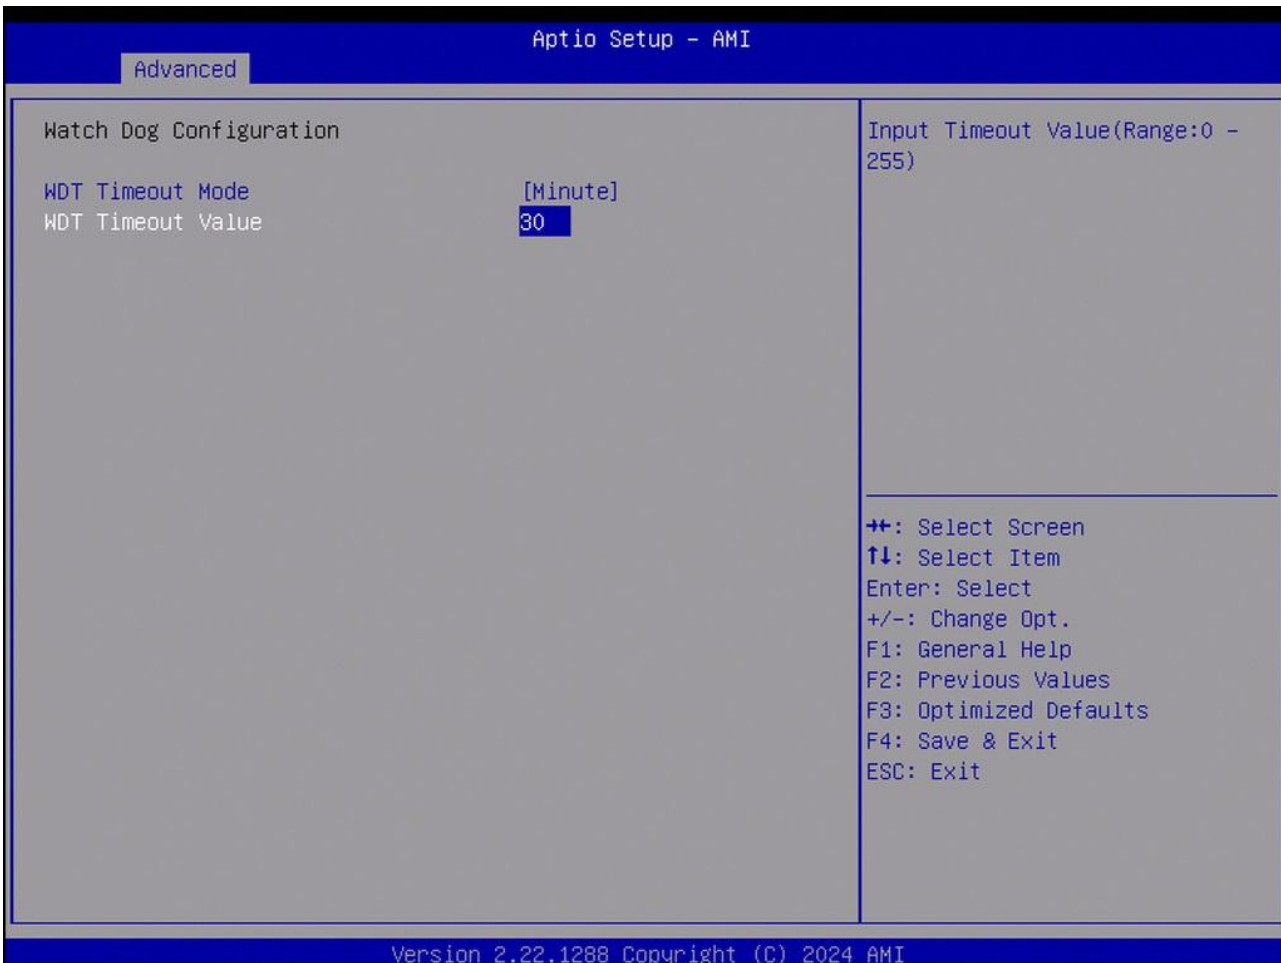 Aptio Setup - AMI
Advanced
Watch Dog Configuration
WDT Timeout Mode [Minute]
WDT Timeout Value 30
Input Timeout Value(Range:0 -
255)
→←: Select Screen
↑↓: Select Item
Enter: Select
+/-: Change Opt.
F1: General Help
F2: Previous Values
F3: Optimized Defaults
F4: Save & Exit
ESC: Exit
Version 2.22.1288 Copyright (C) 2024 AMI